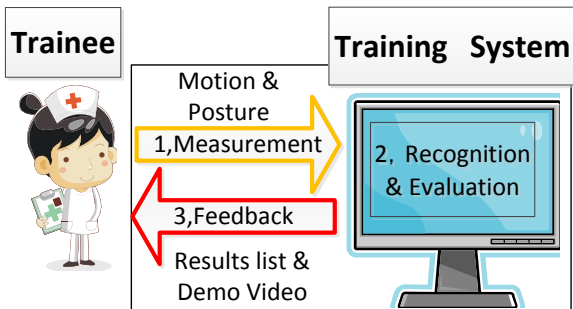 Trainee
Training System
Motion &
Posture
1,Measurement
2, Recognition
& Evaluation
3,Feedback
Results list &
Demo Video